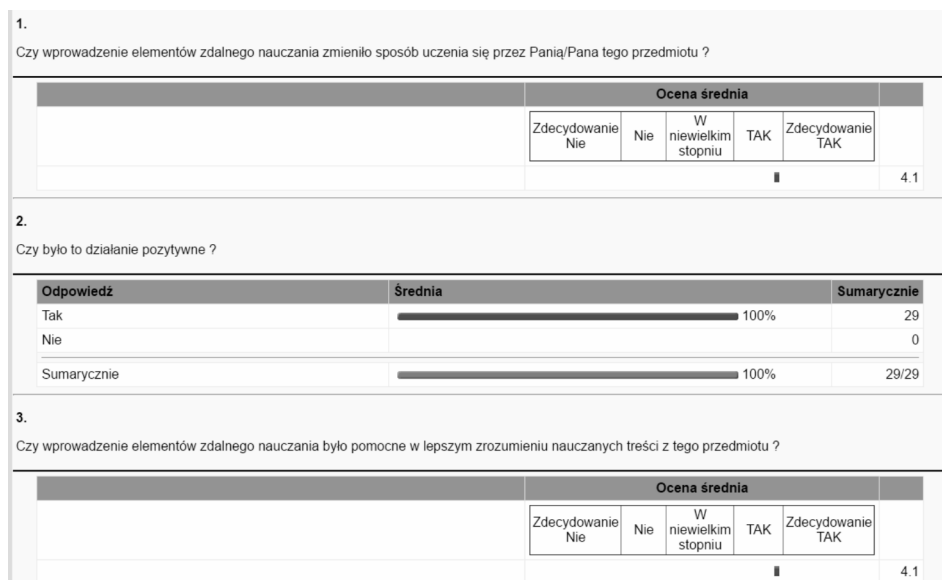 1.
Czy wprowadzenie elementów zdalnego nauczania zmieniło sposób uczenia się przez Panią/Pana tego przedmiotu ?
Ocena średnia
Zdecydowanie Nie Nie W niewielkim stopniu TAK Zdecydowanie TAK
4.1
2.
Czy było to działanie pozytywne ?
Odpowiedź Średnia Sumarycznie
Tak 100% 29
Nie 0
Sumarycznie 100% 29/29
3.
Czy wprowadzenie elementów zdalnego nauczania było pomocne w lepszym zrozumieniu nauczanych treści z tego przedmiotu ?
Ocena średnia
Zdecydowanie Nie Nie W niewielkim stopniu TAK Zdecydowanie TAK
4.1